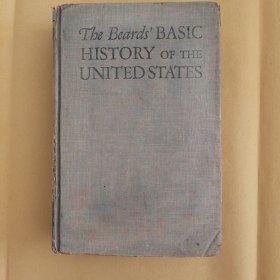 The Beards' BASIC
HISTORY OF THE
UNITED STATES